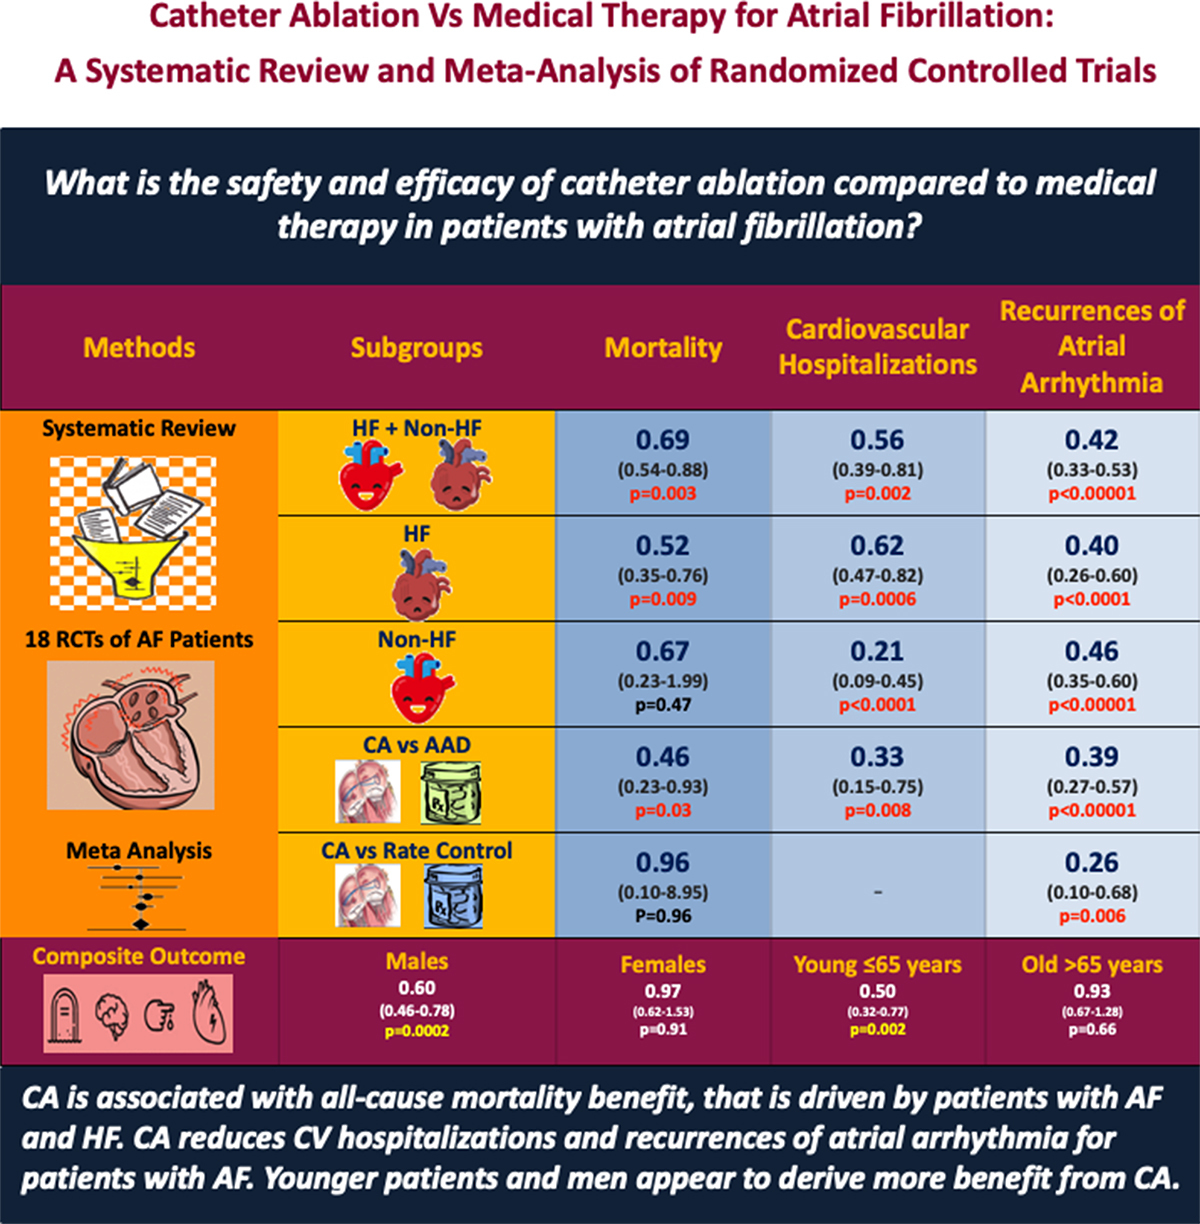 Catheter Ablation Vs Medical Therapy for Atrial Fibrillation:
A Systematic Review and Meta-Analysis of Randomized Controlled Trials
What is the safety and efficacy of catheter ablation compared to medical
therapy in patients with atrial fibrillation?
Methods
Subgroups
Mortality
Cardiovascular
Hospitalizations
Recurrences of
Atrial
Arrhythmia
Systematic Review
HF + Non-HF
0.69
(0.54-0.88)
p=0.003
0.56
(0.39-0.81)
p=0.002
0.42
(0.33-0.53)
p<0.00001
HF
0.52
(0.35-0.76)
p=0.009
0.62
(0.47-0.82)
p=0.0006
0.40
(0.26-0.60)
p<0.0001
18 RCTs of AF Patients
Non-HF
0.67
(0.23-1.99)
p=0.47
0.21
(0.09-0.45)
p<0.0001
0.46
(0.35-0.60)
p<0.00001
CA vs AAD
Rx
0.46
(0.23-0.93)
p=0.03
0.33
(0.15-0.75)
p=0.008
0.39
(0.27-0.57)
p<0.00001
Meta Analysis
CA vs Rate Control
Rx
0.96
(0.10-8.95)
P=0.96
-
0.26
(0.10-0.68)
p=0.006
Composite Outcome
Males
0.60
(0.46-0.78)
p=0.0002
Females
0.97
(0.62-1.53)
p=0.91
Young ≤65 years
0.50
(0.32-0.77)
p=0.002
Old >65 years
0.93
(0.67-1.28)
p=0.66
CA is associated with all-cause mortality benefit, that is driven by patients with AF
and HF. CA reduces CV hospitalizations and recurrences of atrial arrhythmia for
patients with AF. Younger patients and men appear to derive more benefit from CA.